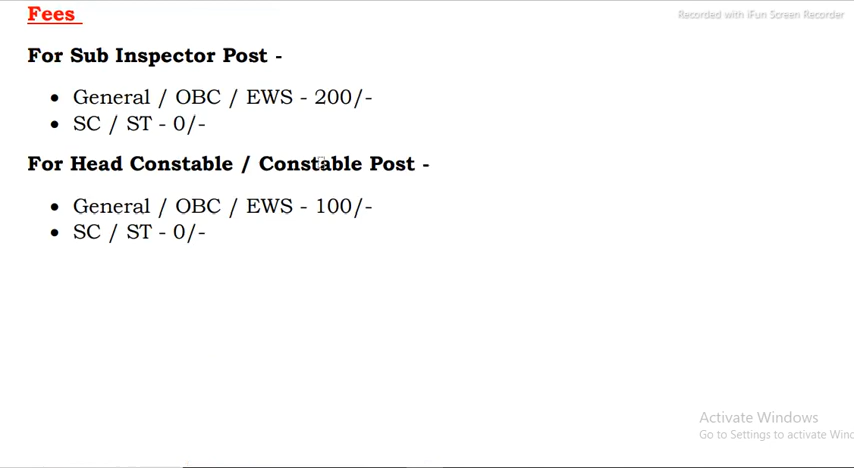 Fees
Recorded with iFun Screen Recorder
For Sub Inspector Post -
• General / OBC / EWS - 200/-
• SC / ST - 0/-
For Head Constable / Constable Post -
• General / OBC / EWS - 100/-
• SC / ST - 0/-
Activate Windows
Go to Settings to activate Winc